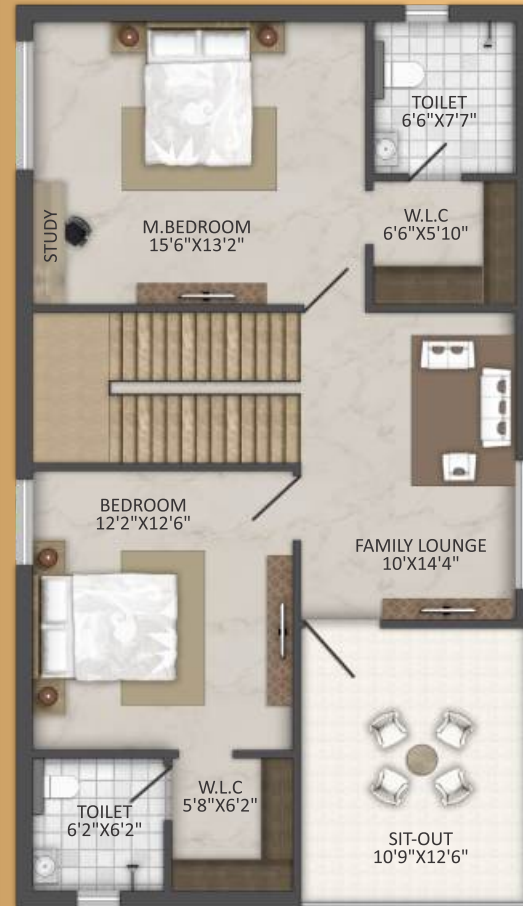 TOILET
6'6"X7'7"
W.L.C
6'6"X5'10"
STUDY
M.BEDROOM
15'6"X13'2"
BEDROOM
12'2"X12'6"
FAMILY LOUNGE
10'X14'4"
W.L.C
5'8"X6'2"
TOILET
6'2"X6'2"
SIT-OUT
10'9"X12'6"